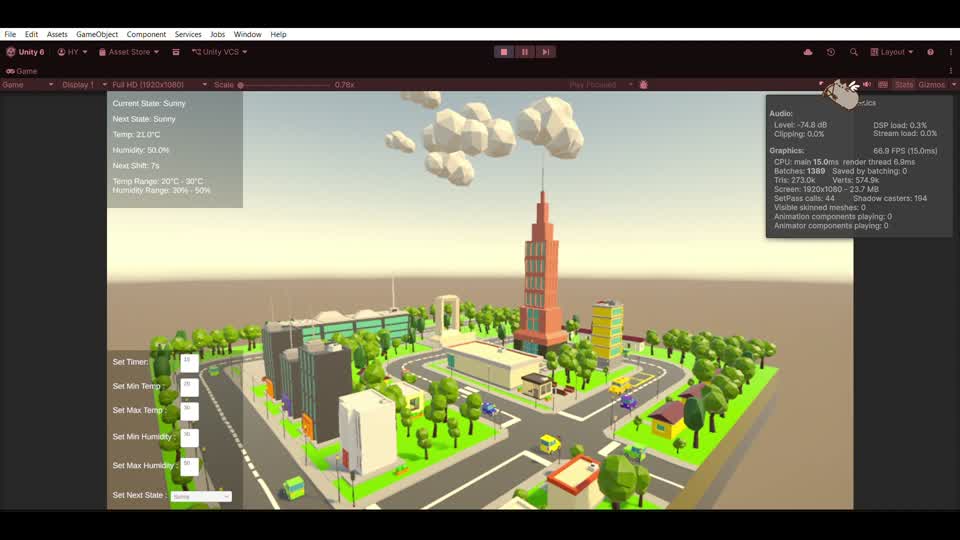 File Edit Assets GameObject Component Services Jobs Window Help
Unity 6 HY Asset Store Unity VCS Layout
Game
Game Display 1 Full HD (1920x1080) Scale 0.78x Play Focused Stats Gizmos
Current State: Sunny
Next State: Sunny
Temp: 21.0°C
Humidity: 50.0%
Next Shift: 7s
Temp Range: 20°C - 30°C
Humidity Range: 30% - 50%
Audio:
Level: -74.8 dB DSP load: 0.3%
Clipping: 0.0% Stream load: 0.0%
Graphics: 66.9 FPS (15.0ms)
CPU: main 15.0ms render thread 6.9ms
Batches: 1389 Saved by batching: 0
Tris: 273.0k Verts: 574.9k
Screen: 1920x1080 - 23.7 MB
SetPass calls: 44 Shadow casters: 194
Visible skinned meshes: 0
Animation components playing: 0
Animator components playing: 0
Set Timer: 10
Set Min Temp : 20
Set Max Temp : 30
Set Min Humidity : 30
Set Max Humidity : 50
Set Next State : Sunny